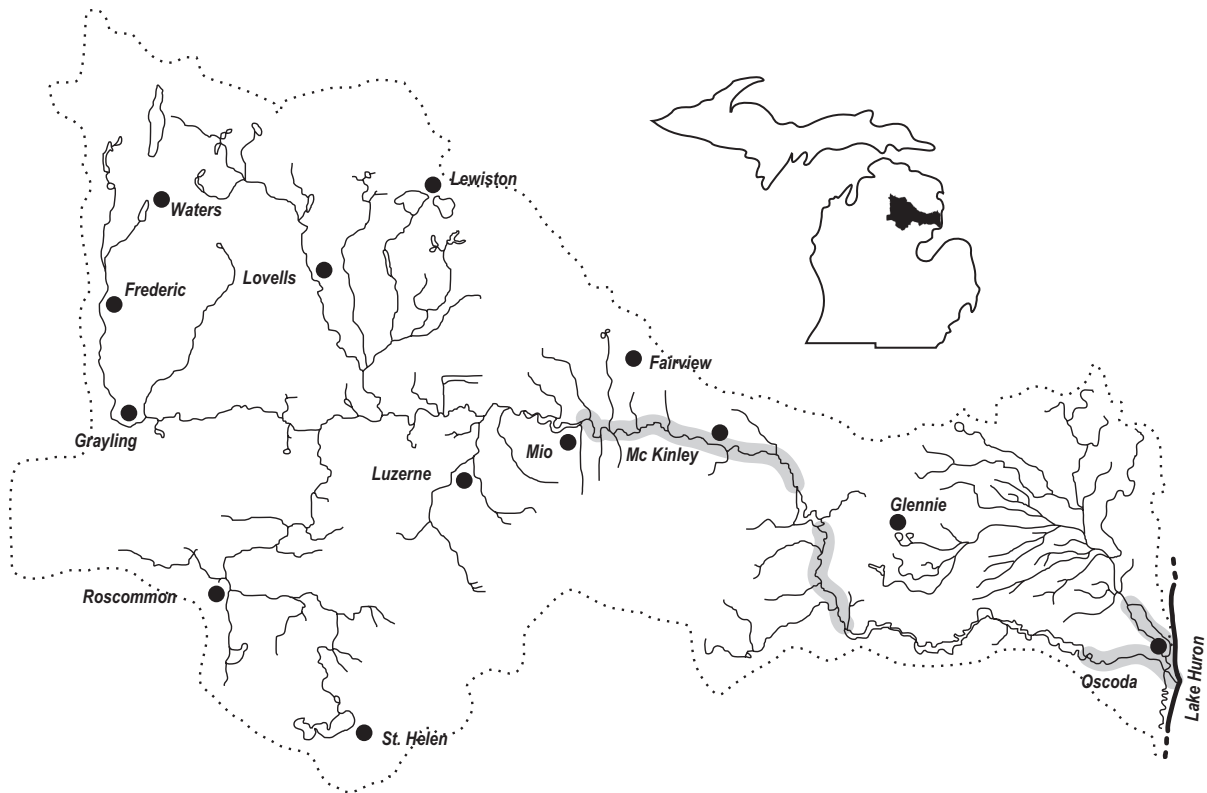 Lewiston
Waters
Lovells
Frederic
Fairview
Grayling
Mio
Mc Kinley
Luzerne
Glennie
Roscommon
Oscoda
Lake Huron
St. Helen